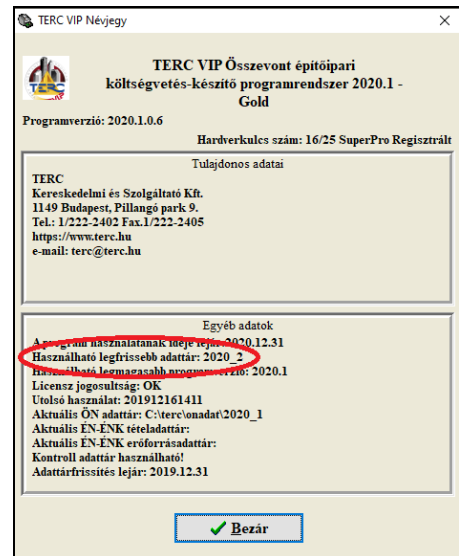 TERC VIP Névjegy
TERC
VIP
TERC VIP Összevont építőipari
költségvetés-készítő programrendszer 2020.1 -
Gold
Programverzió: 2020.1.0.6
Hardverkulcs szám: 16/25 SuperPro Regisztrált
Tulajdonos adatai
TERC
Kereskedelmi és Szolgáltató Kft.
1149 Budapest, Pillangó park 9.
Tel.: 1/222-2402 Fax.1/222-2405
https://www.terc.hu
e-mail: terc@terc.hu
Egyéb adatok
A program használatának ideje lejár 2020.12.31
Használható legfrissebb adattár: 2020_2
Használható legmagasabb programverzió: 2020.1
Licensz jogosultság: OK
Utolsó használat: 201912161411
Aktuális ÖN adattár: C:\terc\onadat\2020_1
Aktuális ÉN-ÉNK tételadattár:
Aktuális ÉN-ÉNK erőforrásadattár:
Kontroll adattár használható!
Adattárfrissítés lejár: 2019.12.31
Bezár